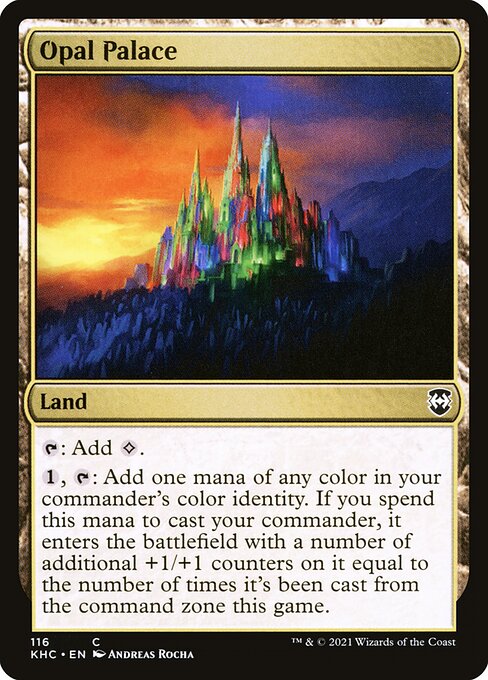 Opal Palace
Land
: Add .
1, : Add one mana of any color in your
commander's color identity. If you spend
this mana to cast your commander, it
enters the battlefield with a number of
additional +1/+1 counters on it equal to
the number of times it's been cast from
the command zone this game.
116 C
KHC • EN Andreas Rocha
™ & © 2021 Wizards of the Coast